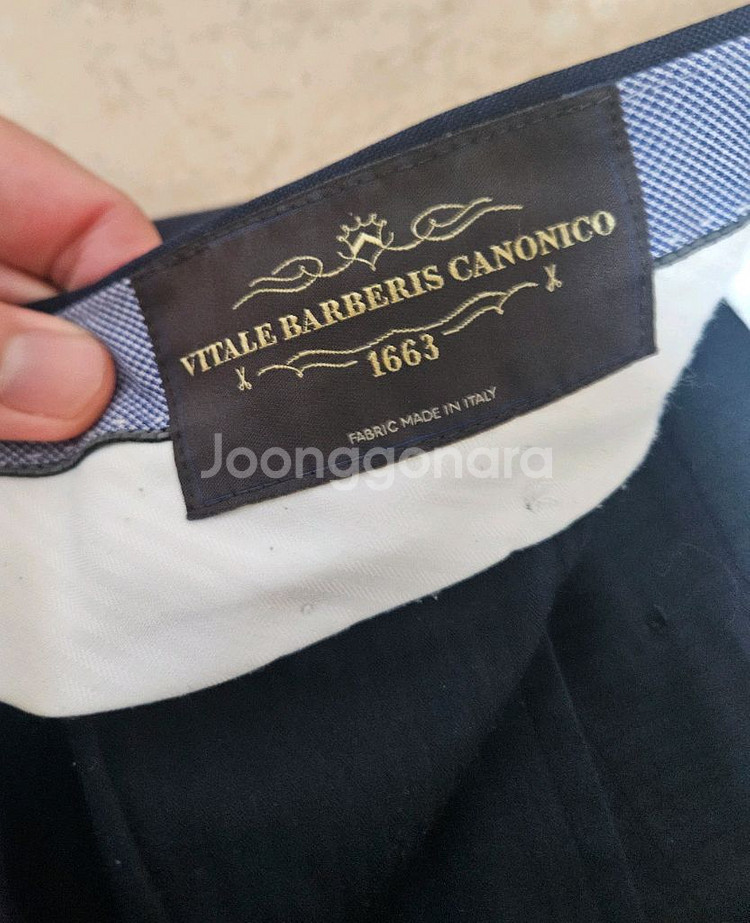 VITALE BARBERIS CANONICO
1663
FABRIC MADE IN ITALY
Joonggonara